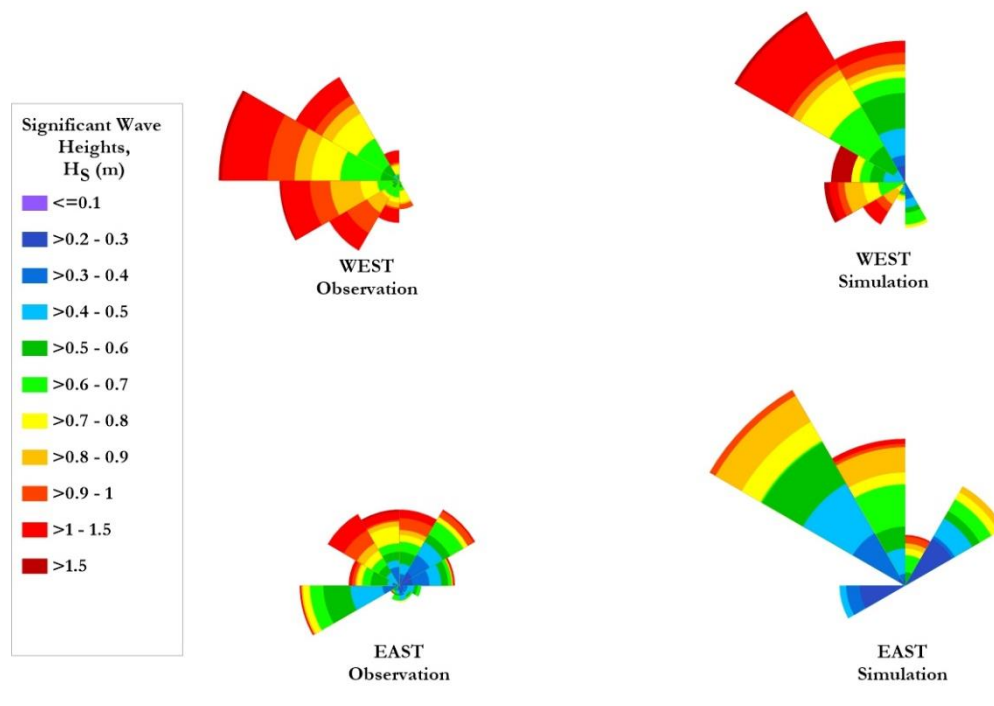 Significant Wave
Heights,
HS (m)
<=0.1
>0.2 - 0.3
>0.3 - 0.4
>0.4 - 0.5
>0.5 - 0.6
>0.6 - 0.7
>0.7 - 0.8
>0.8 - 0.9
>0.9 - 1
>1 - 1.5
>1.5
WEST
Observation
WEST
Simulation
EAST
Observation
EAST
Simulation